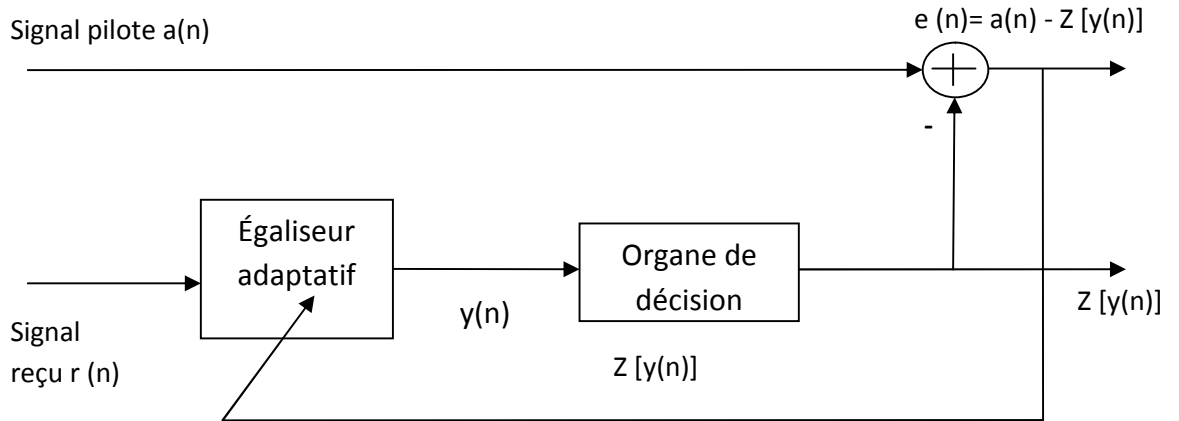 Signal pilote a(n)
e (n)= a(n) - Z [y(n)]
-
Égaliseur
adaptatif
Organe de
décision
y(n)
Z [y(n)]
Z [y(n)]
Signal
reçu r (n)